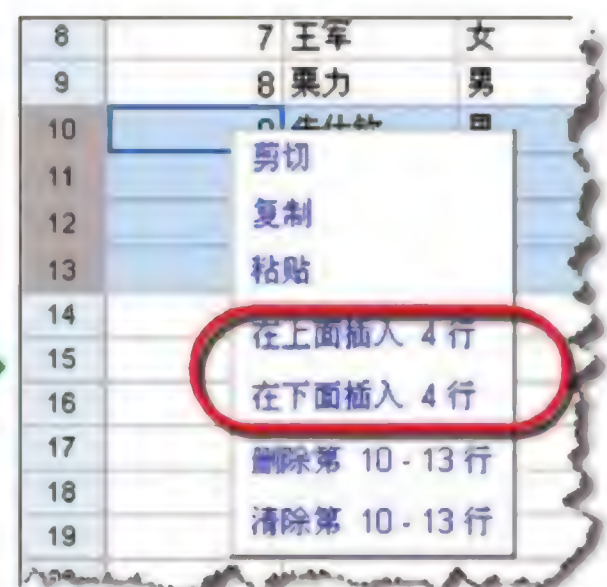 8 7 王军 女
9 8 栗力 男
10
剪切
11
复制
12
粘贴
13
14
在上面插入 4 行
15
在下面插入 4 行
16
17
删除第 10 - 13 行
18
清除第 10 - 13 行
19